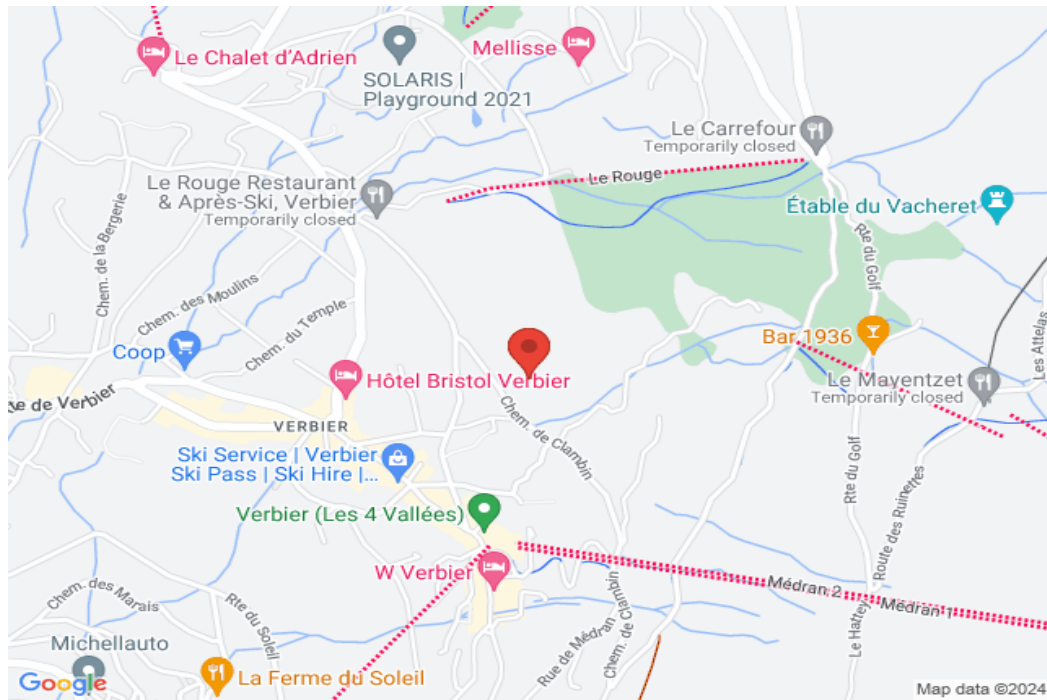 Le Chalet d'Adrien
SOLARIS |
Playground 2021
Mellisse
Le Carrefour
Temporarily closed
Le Rouge
Le Rouge Restaurant
& Après-Ski, Verbier
Temporarily closed
Étable du Vacheret
Chem. de la Bergerie
Rte du Golf
Chem. des Moulins
Chem. du Temple
Coop
Bar 1936
Les Attelas
Hôtel Bristol Verbier
Le Mayentzet
Temporarily closed
e de Verbier
VERBIER
Chem. de Clambin
Ski Service | Verbier
Ski Pass | Ski Hire |...
Rte du Golf
Route des Ruinettes
Verbier (Les 4 Vallées)
W Verbier
Médran 2
Médran 1
Chem. des Marais
Rte du Soleil
Rue de Médran
Chem. de Clambin
Le Hattey
Michellauto
La Ferme du Soleil
Google
Map data ©2024